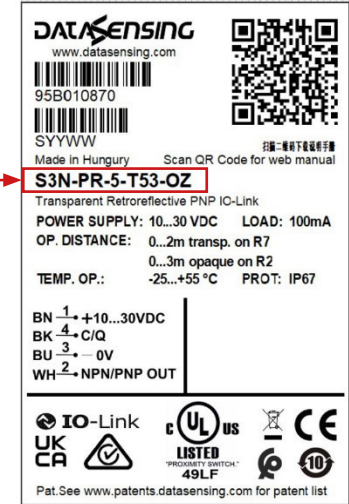 DATASENSING
www.datasensing.com
95B010870
SYYWW
扫描二维码下载说明手册
Made in Hungury Scan QR Code for web manual
S3N-PR-5-T53-OZ
Transparent Retroreflective PNP IO-Link
POWER SUPPLY: 10...30 VDC LOAD: 100mA
OP. DISTANCE: 0...2m transp. on R7
0...3m opaque on R2
TEMP. OP.: -25...+55 °C PROT: IP67
BN 1 +10...30VDC
BK 4 C/Q
BU 3 — 0V
WH 2 NPN/PNP OUT
IO-Link
c UL us
LISTED
"PROXIMITY SWITCH."
49LF
CE
UK
CA
10
Pat.See www.patents.datasensing.com for patent list